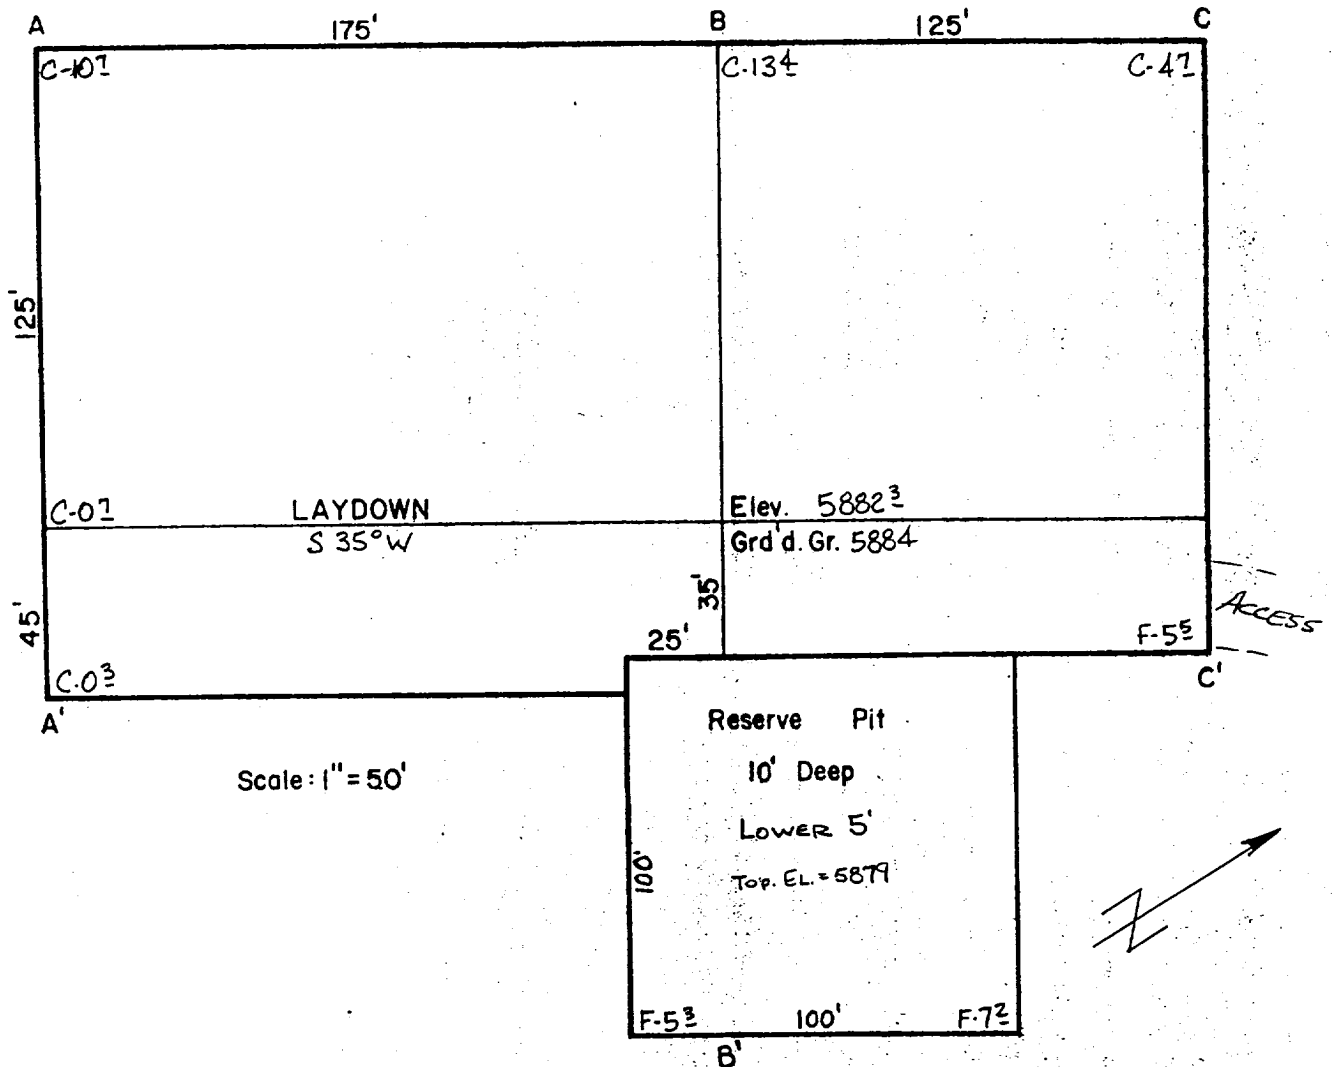 A 175' B 125' C
C-10⁷ C-13⁴ C-4⁷
125'
C-0⁷ LAYDOWN Elev. 5882³
S 35° W Grd'd. Gr. 5884
45' 35' ACCESS
25' F-5⁵
C-0³ C'
A' Reserve Pit
Scale: 1" = 50' 10' Deep
LOWER 5'
100' TOP. EL. = 5879
N
F-5³ 100' F-7²
B'